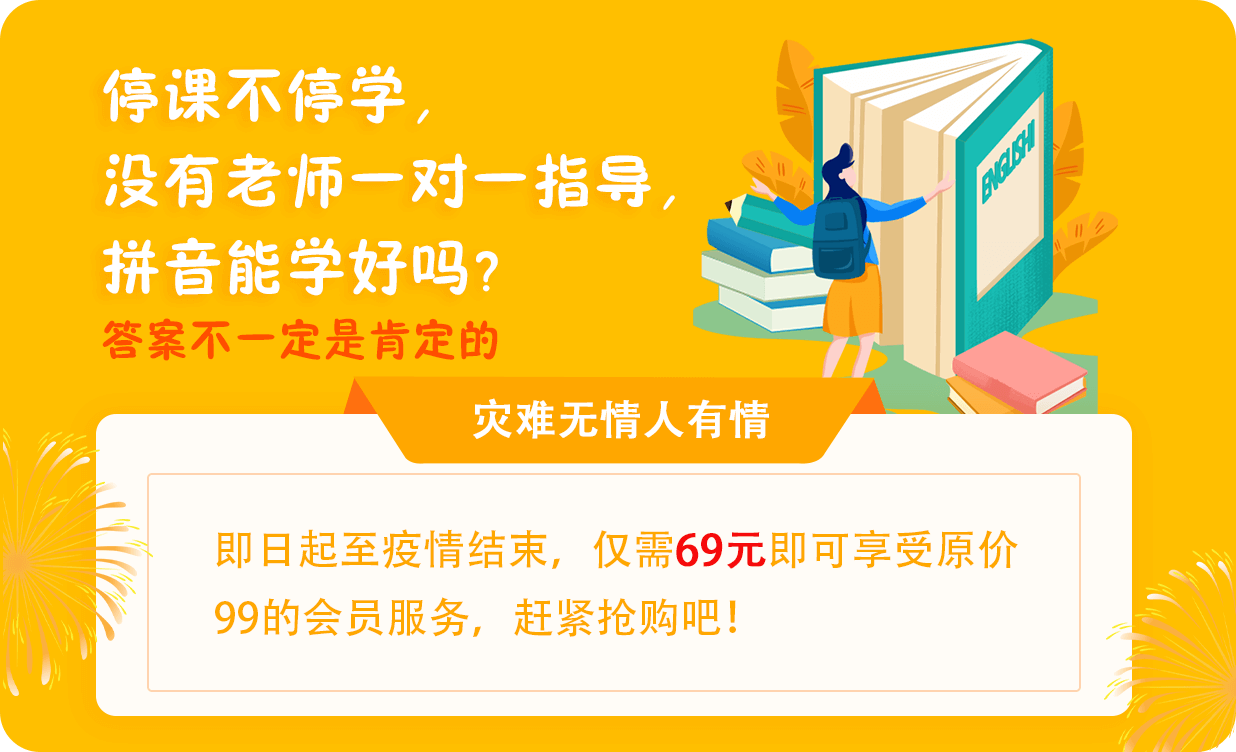 停课不停学，
没有老师一对一指导，
拼音能学好吗？
答案不一定是肯定的
ENGLISHI
灾难无情人有情
即日起至疫情结束，仅需69元即可享受原价
99的会员服务，赶紧抢购吧！